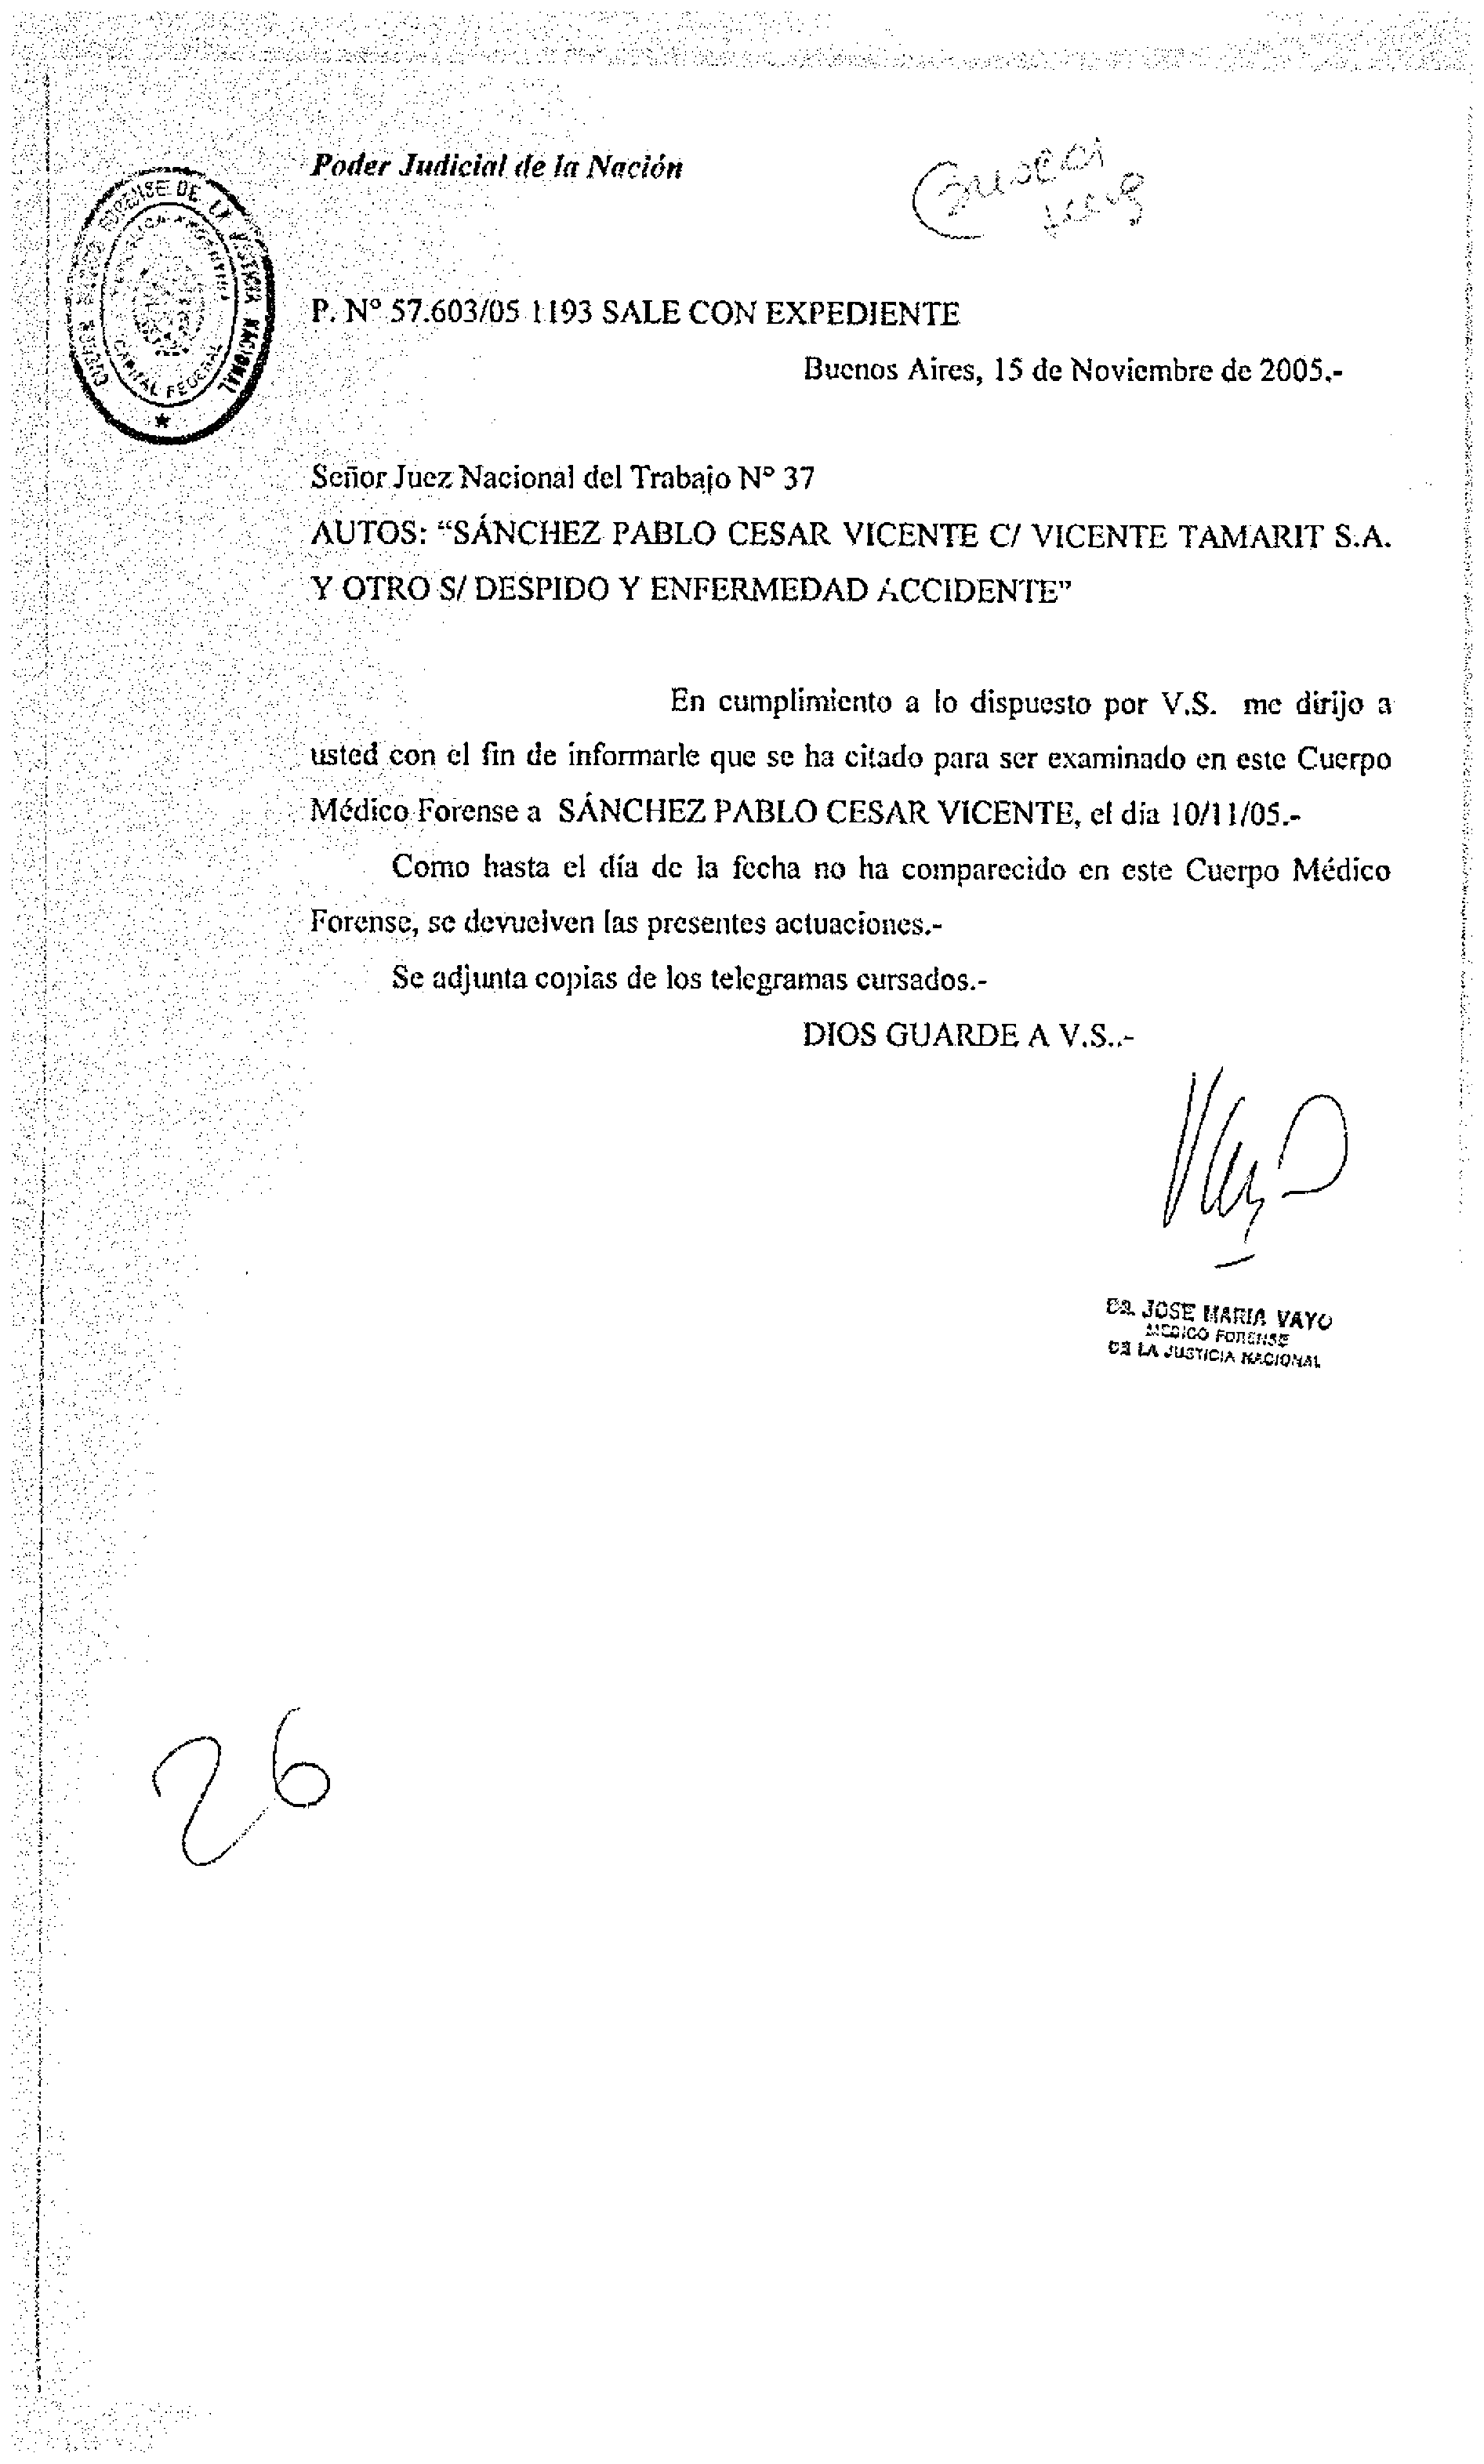 Poder Judicial de la Nación
CUERPO MEDICO FORENSE DE LA JUSTICIA NACIONAL
REPUBLICA ARGENTINA
CAPITAL FEDERAL
P. Nº 57.603/05 1193 SALE CON EXPEDIENTE
Buenos Aires, 15 de Noviembre de 2005.-
Señor Juez Nacional del Trabajo Nº 37
AUTOS: “SÁNCHEZ PABLO CESAR VICENTE C/ VICENTE TAMARIT S.A.
Y OTRO S/ DESPIDO Y ENFERMEDAD ACCIDENTE”
En cumplimiento a lo dispuesto por V.S. me dirijo a
usted con el fin de informarle que se ha citado para ser examinado en este Cuerpo
Médico Forense a SÁNCHEZ PABLO CESAR VICENTE, el día 10/11/05.-
Como hasta el día de la fecha no ha comparecido en este Cuerpo Médico
Forense, se devuelven las presentes actuaciones.-
Se adjunta copias de los telegramas cursados.-
DIOS GUARDE A V.S..-
DR. JOSE MARIA VAYO
MEDICO FORENSE
DE LA JUSTICIA NACIONAL
26